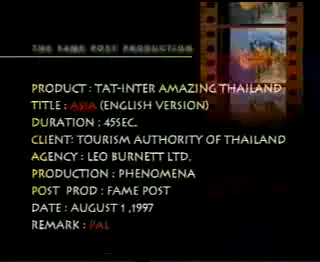 THE FAME POST PRODUCTION
PRODUCT : TAT-INTER AMAZING THAILAND
TITLE : ASIA (ENGLISH VERSION)
DURATION : 45SEC.
CLIENT: TOURISM AUTHORITY OF THAILAND
AGENCY : LEO BURNETT LTD.
PRODUCTION : PHENOMENA
POST PROD : FAME POST
DATE : AUGUST 1 ,1997
REMARK : PAL